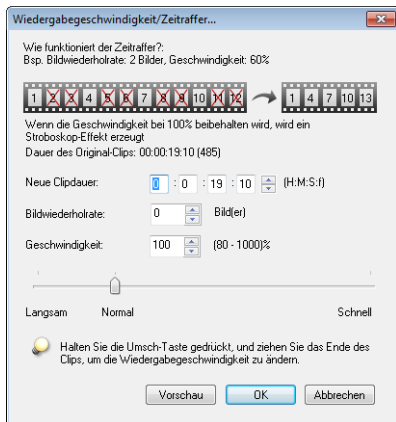 Wiedergabegeschwindigkeit/Zeitraffer...
Wie funktioniert der Zeitraffer?:
Bsp. Bildwiederholrate: 2 Bilder, Geschwindigkeit: 60%
1 2 3 4 5 6 7 8 9 10 11 12 1 4 7 10 13
Wenn die Geschwindigkeit bei 100% beibehalten wird, wird ein
Stroboskop-Effekt erzeugt
Dauer des Original-Clips: 00:00:19:10 (485)
Neue Clipdauer: 0 : 0 : 19 : 10 (H:M:S:f)
Bildwiederholrate: 0 Bild(er)
Geschwindigkeit: 100 (80 - 1000)%
Langsam Normal Schnell
Halten Sie die Umsch-Taste gedrückt, und ziehen Sie das Ende des
Clips, um die Wiedergabegeschwindigkeit zu ändern.
Vorschau OK Abbrechen